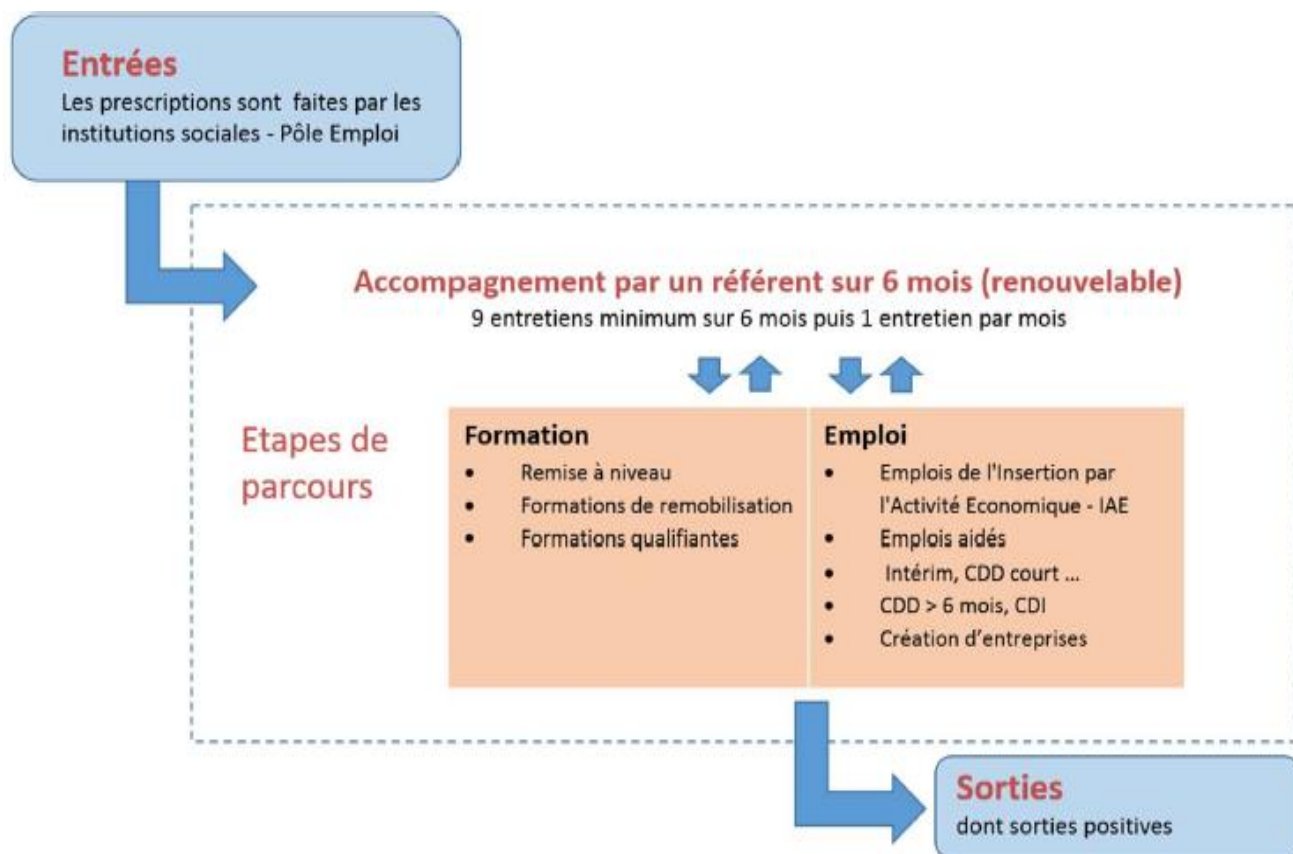 Entrées
Les prescriptions sont faites par les
institutions sociales - Pôle Emploi
Accompagnement par un référent sur 6 mois (renouvelable)
9 entretiens minimum sur 6 mois puis 1 entretien par mois
Etapes de
parcours
Formation
• Remise à niveau
• Formations de remobilisation
• Formations qualifiantes
Emploi
• Emplois de l'Insertion par
l'Activité Economique - IAE
• Emplois aidés
• Intérim, CDD court ...
• CDD > 6 mois, CDI
• Création d’entreprises
Sorties
dont sorties positives